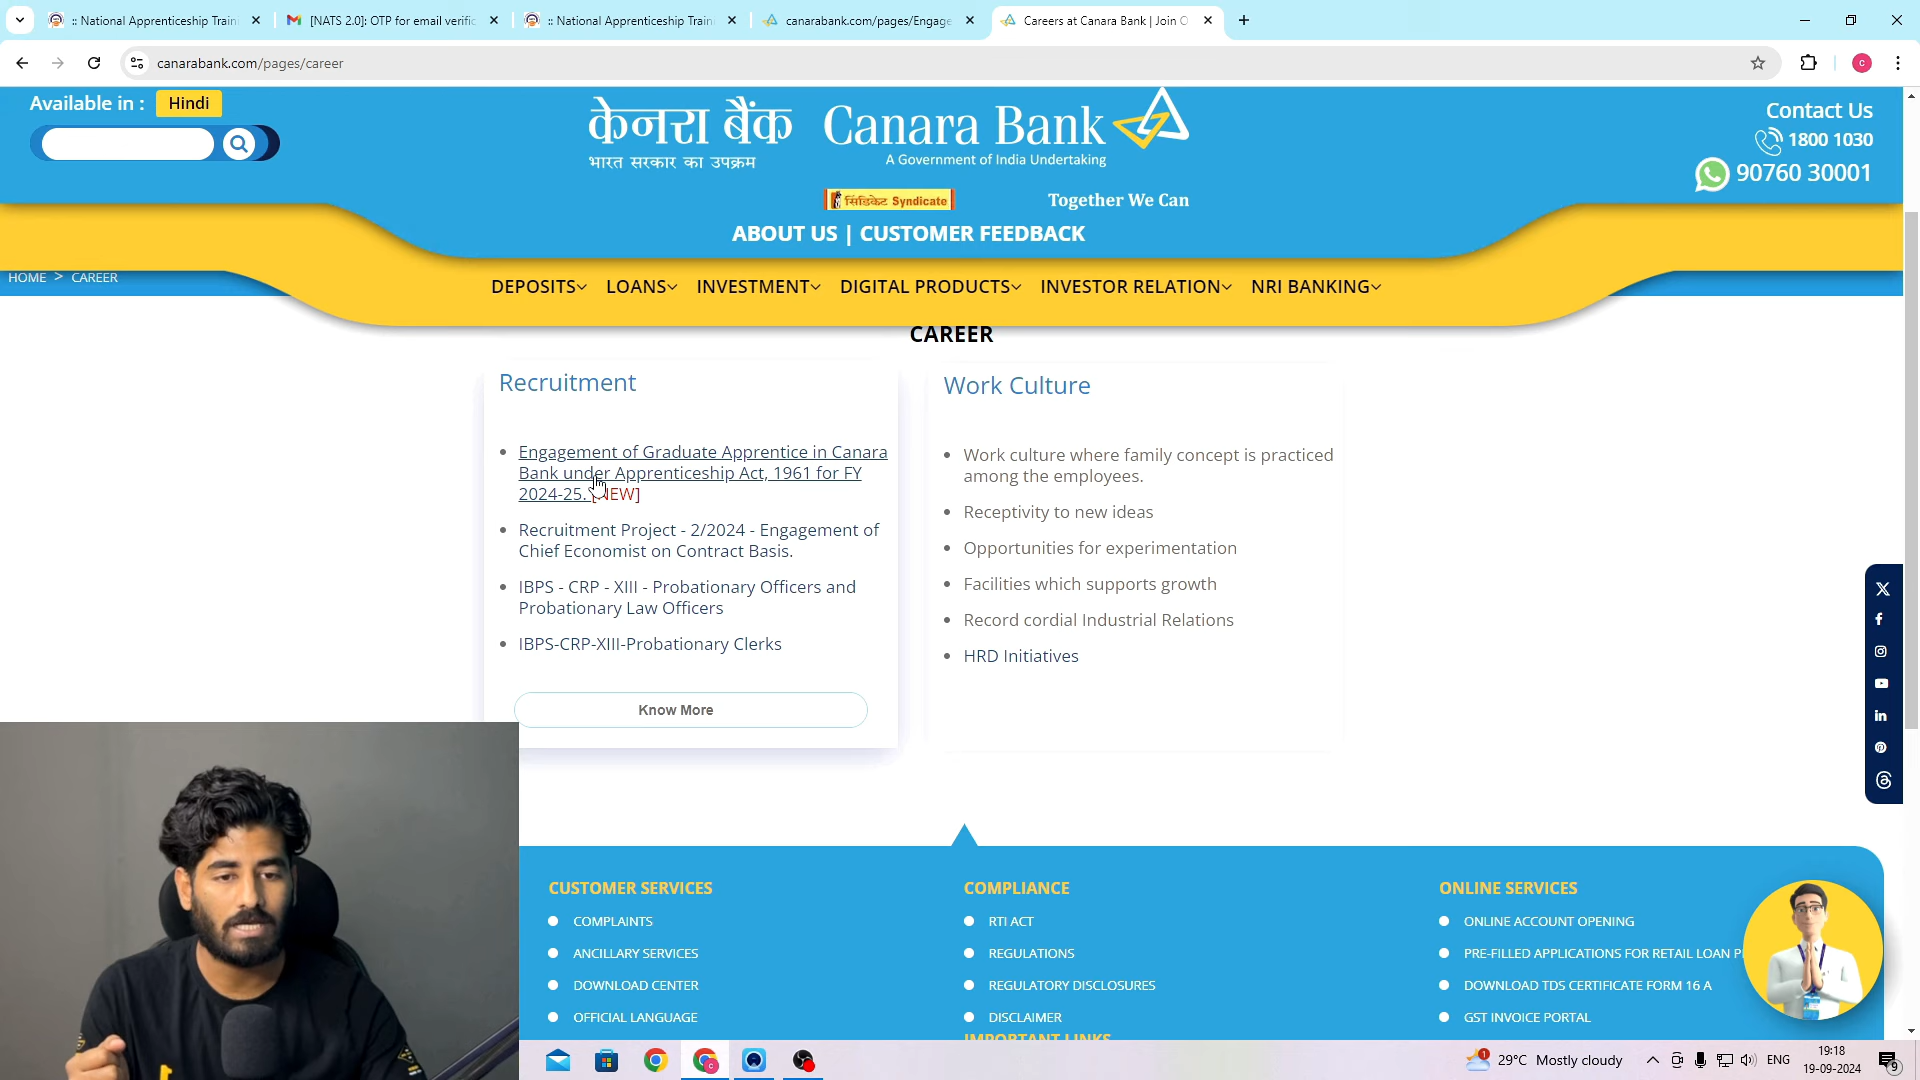 :: National Apprenticeship Traini
[NATS 2.0]: OTP for email verific
:: National Apprenticeship Traini
canarabank.com/pages/Engage
Careers at Canara Bank | Join O
canarabank.com/pages/career
c
Available in :
Hindi
केनरा बैंक
भारत सरकार का उपक्रम
Canara Bank
A Government of India Undertaking
सिंडिकेट Syndicate
Together We Can
Contact Us
1800 1030
90760 30001
ABOUT US | CUSTOMER FEEDBACK
HOME > CAREER
DEPOSITS
LOANS
INVESTMENT
DIGITAL PRODUCTS
INVESTOR RELATION
NRI BANKING
CAREER
Recruitment
Engagement of Graduate Apprentice in Canara
Bank under Apprenticeship Act, 1961 for FY
2024-25. [NEW]
Recruitment Project - 2/2024 - Engagement of
Chief Economist on Contract Basis.
IBPS - CRP - XIII - Probationary Officers and
Probationary Law Officers
IBPS-CRP-XIII-Probationary Clerks
Know More
Work Culture
Work culture where family concept is practiced
among the employees.
Receptivity to new ideas
Opportunities for experimentation
Facilities which supports growth
Record cordial Industrial Relations
HRD Initiatives
CUSTOMER SERVICES
COMPLAINTS
ANCILLARY SERVICES
DOWNLOAD CENTER
OFFICIAL LANGUAGE
COMPLIANCE
RTI ACT
REGULATIONS
REGULATORY DISCLOSURES
DISCLAIMER
IMPORTANT LINKS
ONLINE SERVICES
ONLINE ACCOUNT OPENING
PRE-FILLED APPLICATIONS FOR RETAIL LOAN P
DOWNLOAD TDS CERTIFICATE FORM 16 A
GST INVOICE PORTAL
1
29°C Mostly cloudy
ENG
19:18
19-09-2024
9